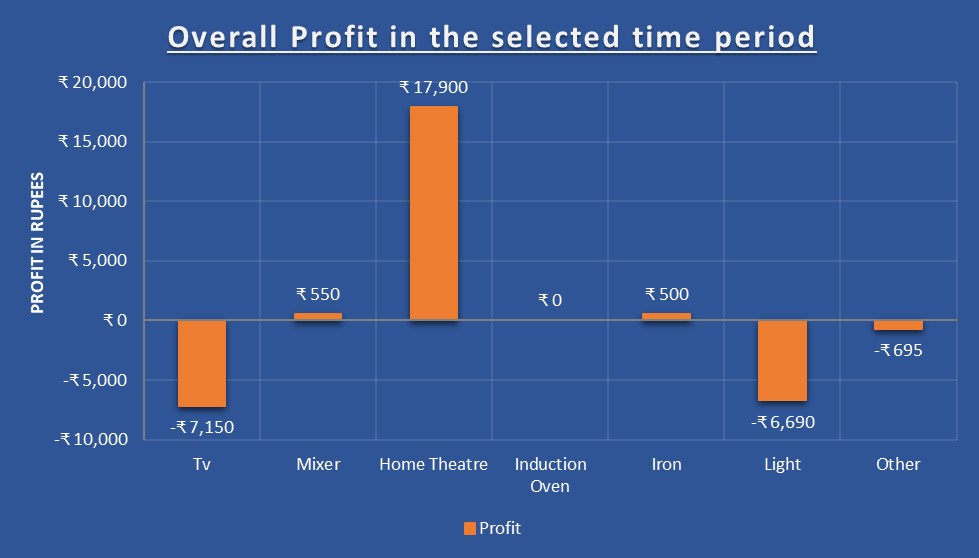 Overall Profit in the selected time period
PROFIT IN RUPEES
₹ 20,000
₹ 15,000
₹ 10,000
₹ 5,000
₹ 0
-₹ 5,000
-₹ 10,000
-₹ 7,150
₹ 550
₹ 17,900
₹ 0
₹ 500
-₹ 6,690
-₹ 695
Tv
Mixer
Home Theatre
Induction
Oven
Iron
Light
Other
Profit